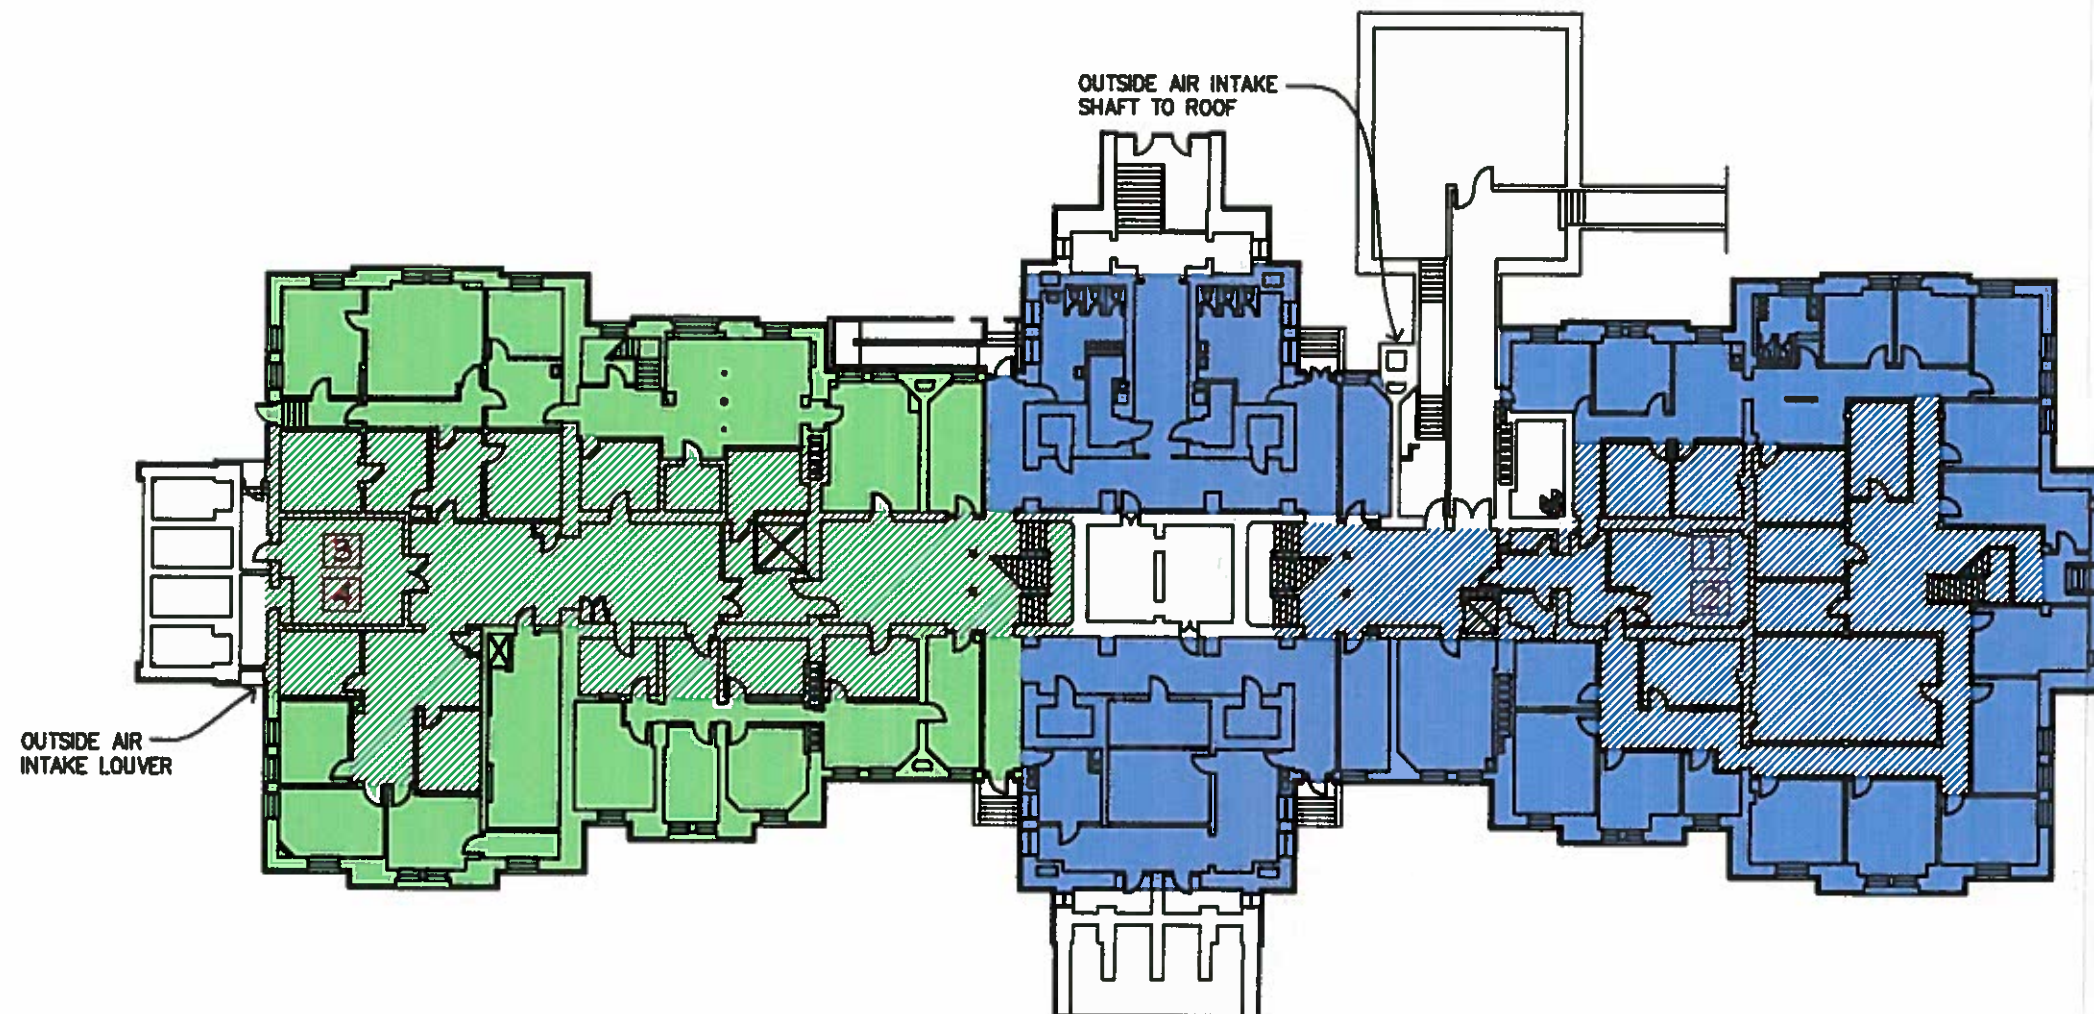 OUTSIDE AIR INTAKE
SHAFT TO ROOF
3
4
1
2
OUTSIDE AIR
INTAKE LOUVER